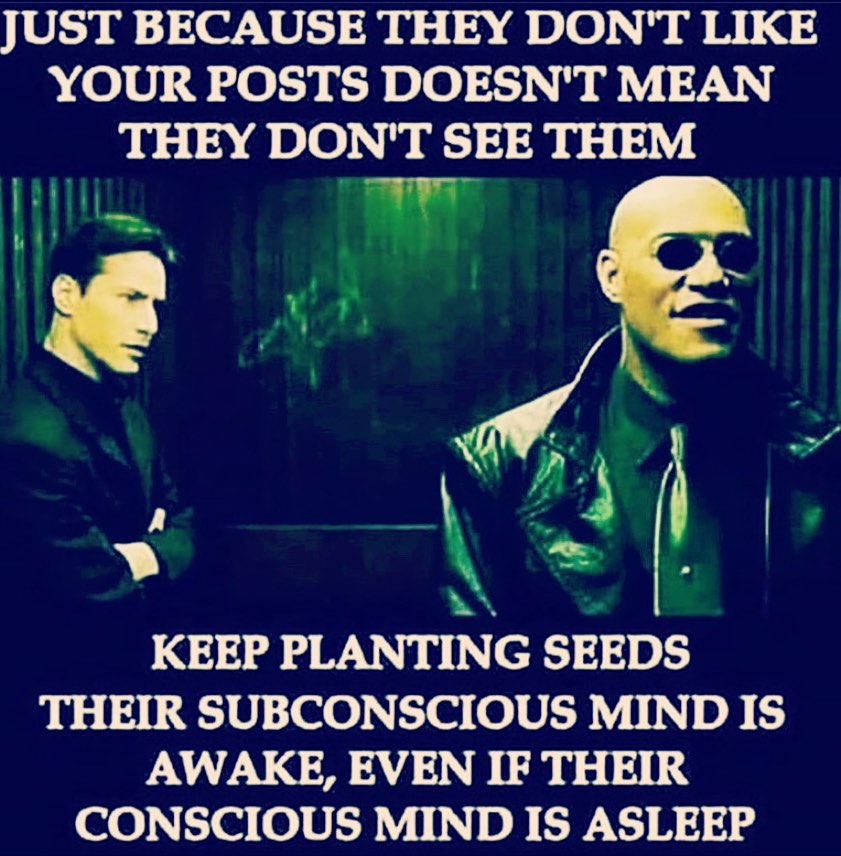 JUST BECAUSE THEY DON'T LIKE
YOUR POSTS DOESN'T MEAN
THEY DON'T SEE THEM
KEEP PLANTING SEEDS
THEIR SUBCONSCIOUS MIND IS
AWAKE, EVEN IF THEIR
CONSCIOUS MIND IS ASLEEP